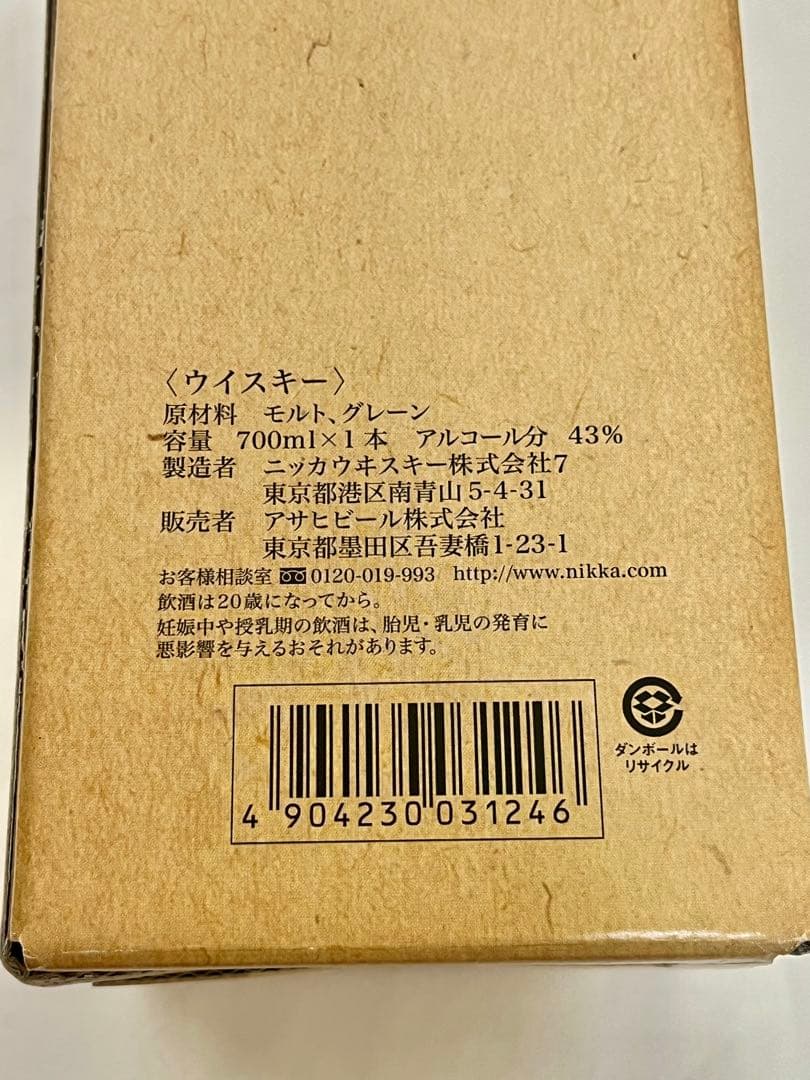 〈ウイスキー〉
原材料 モルト、グレーン
容量 700ml×1本 アルコール分 43%
製造者 ニッカウヰスキー株式会社7
東京都港区南青山5-4-31
販売者 アサヒビール株式会社
東京都墨田区吾妻橋1-23-1
お客様相談室 0120-019-993 http://www.nikka.com
飲酒は20歳になってから。
妊娠中や授乳期の飲酒は、胎児・乳児の発育に
悪影響を与えるおそれがあります。
4 904230 031246
ダンボールは
リサイクル